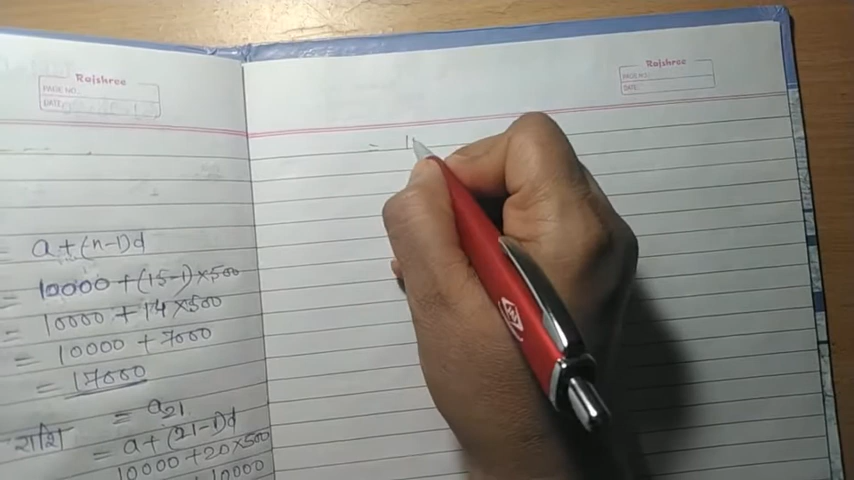 Rajshree
PAGE NO.
DATE
= a+(n-1)d
= 10000 +(15-1)×500
= 10000 + 14 ×500
= 10000 + 7000
= 17000
राशि = a21
= a+(21-1)d
10000 +20×500
+ 10000
Rajshree
PAGE NO.
DATE:
= 1